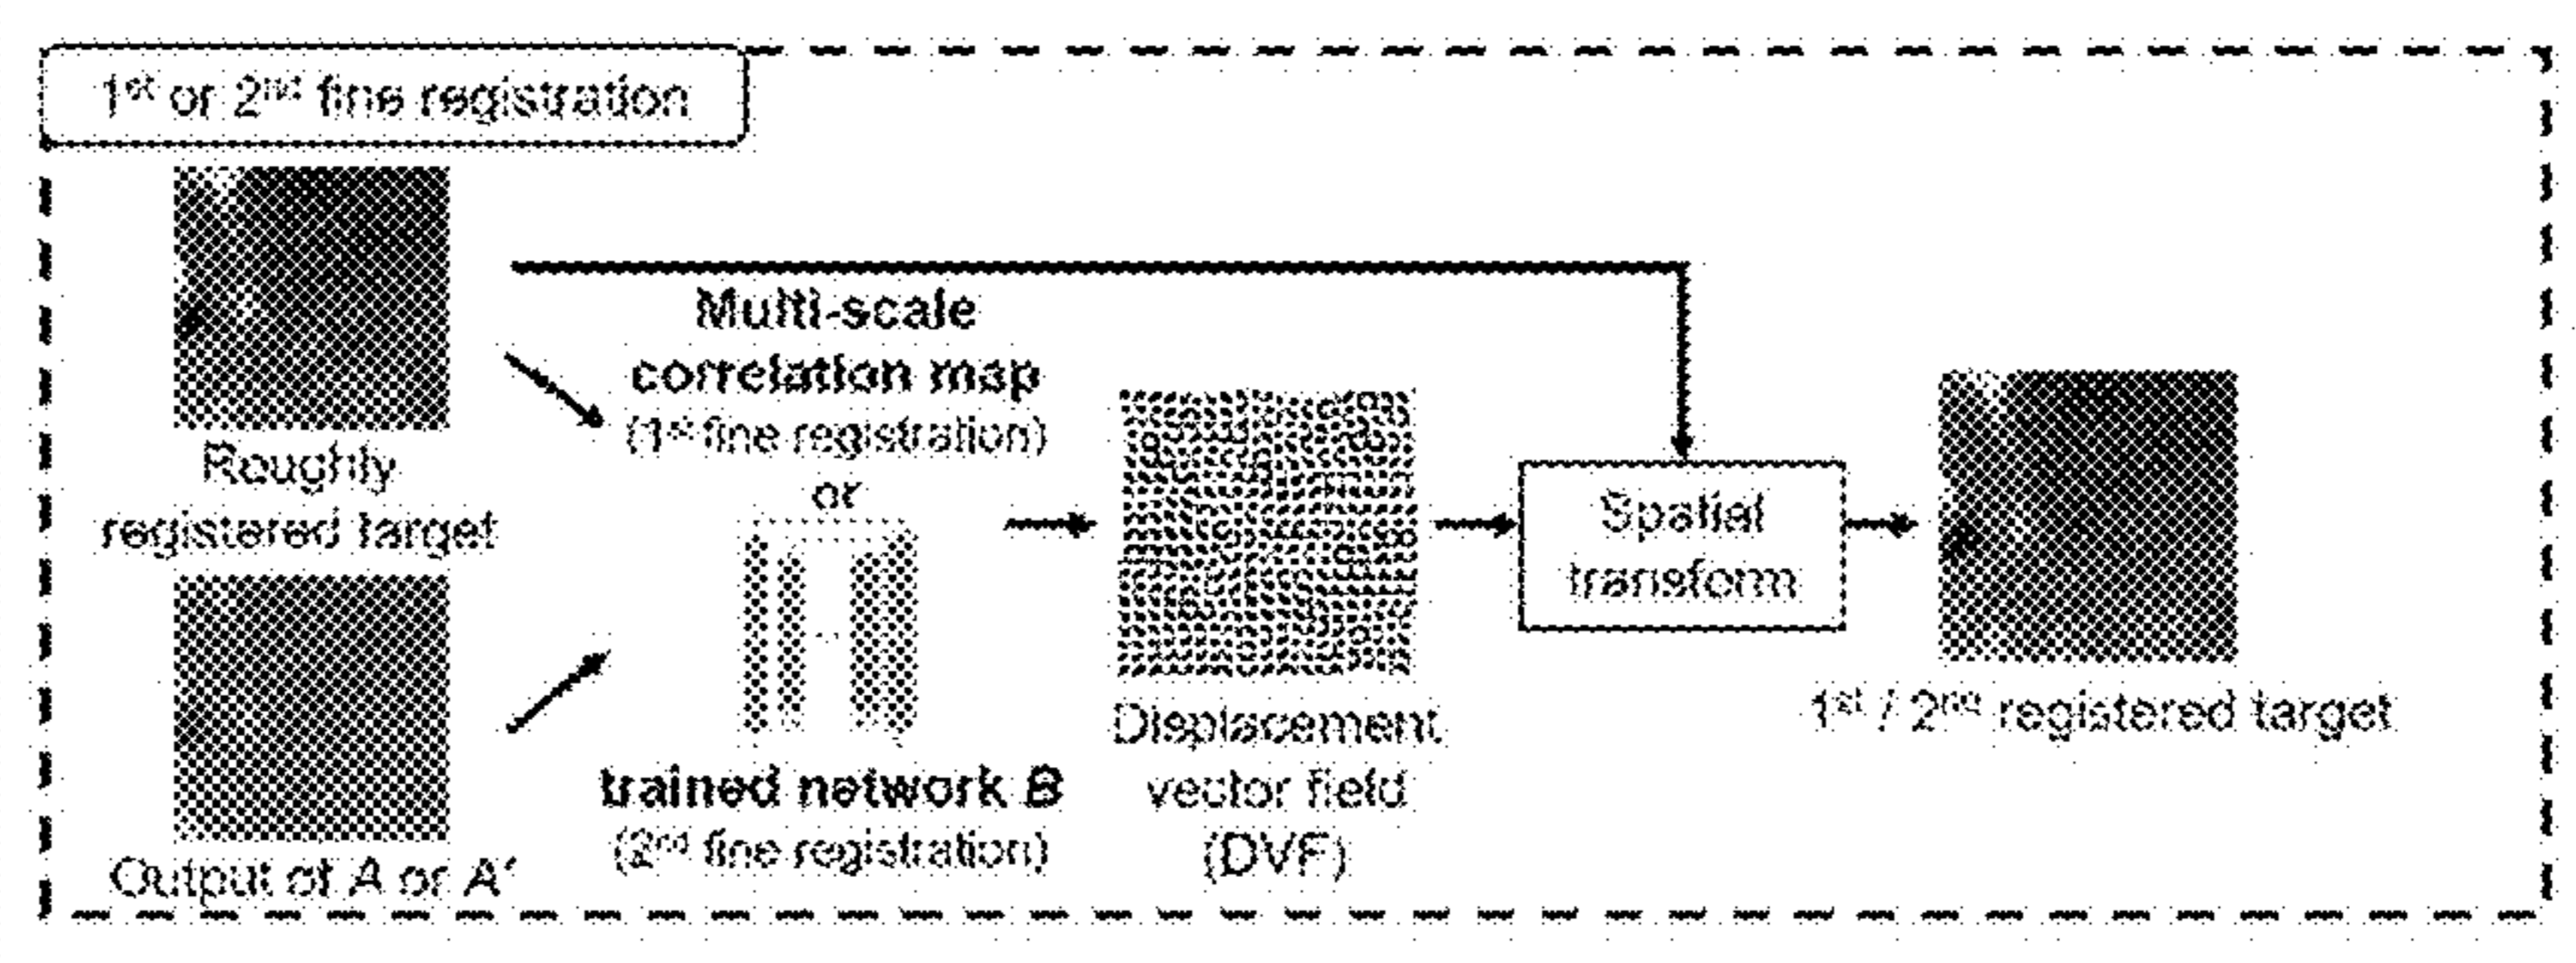 1st or 2nd fine registration
Multi-scale
correlation map
(1st fine registration)
or
Roughly
registered target
Spatial
transform
1st / 2nd registered target
Displacement
vector field
(DVF)
trained network B
(2nd fine registration)
Output of A or A'